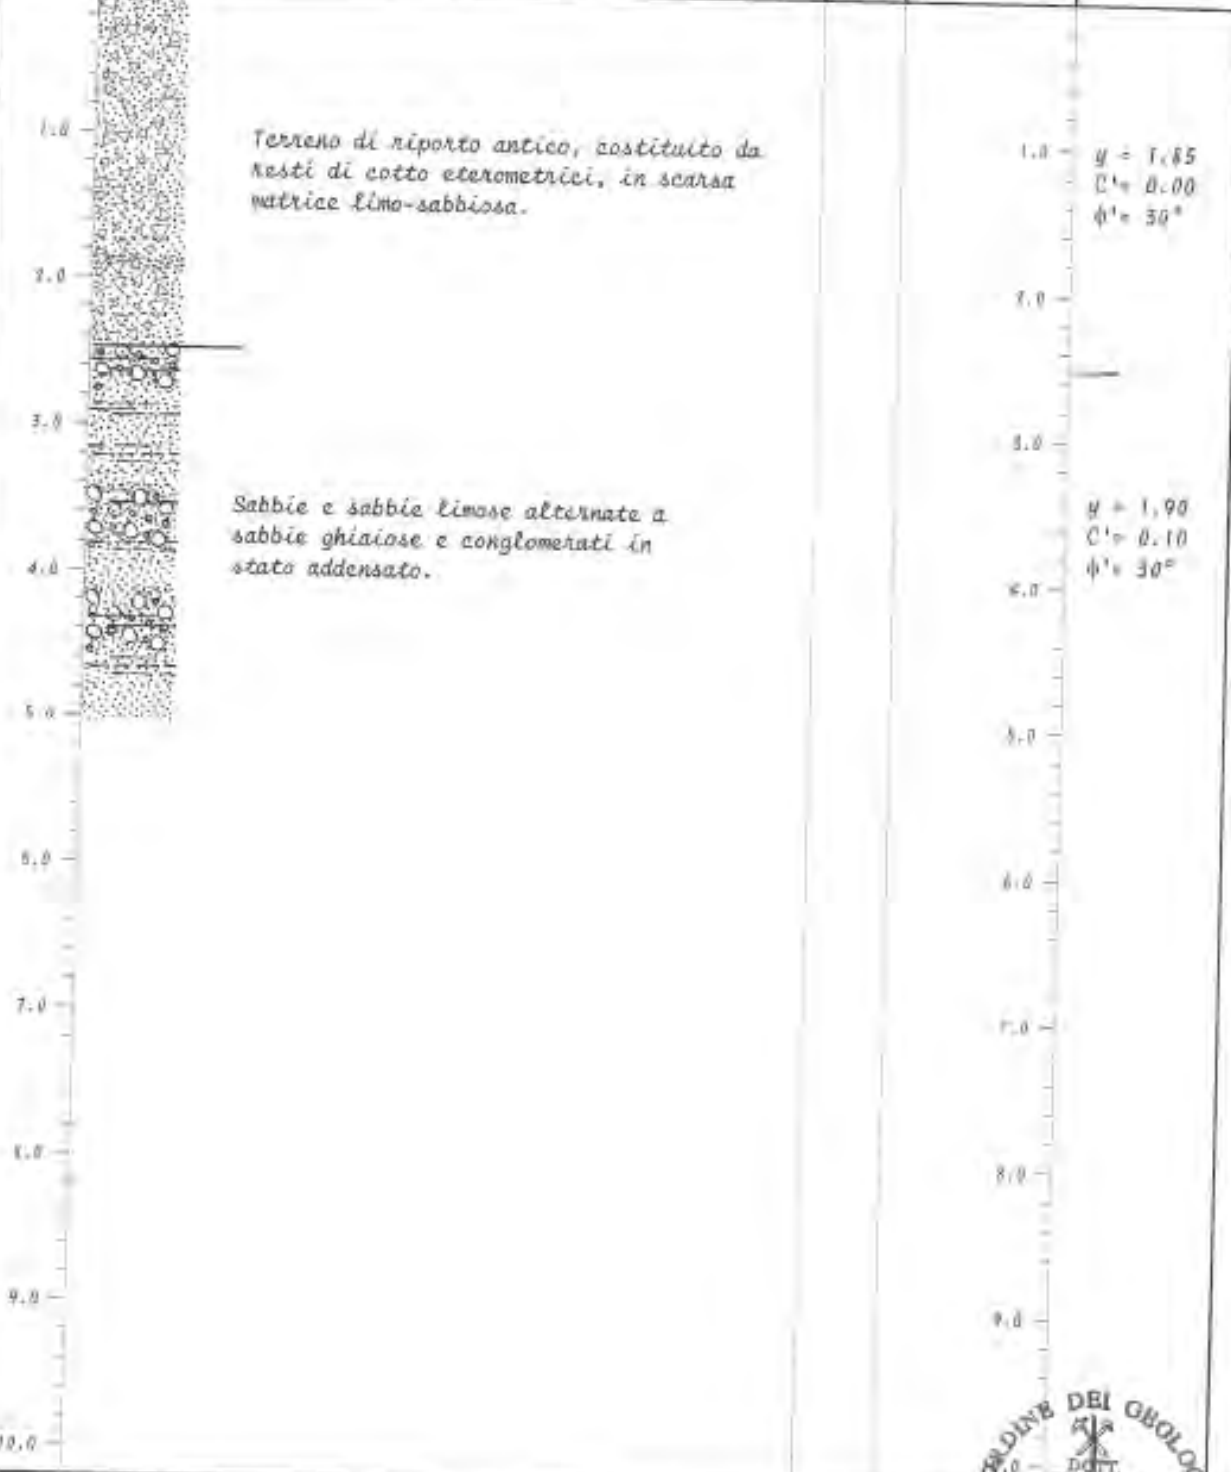 1.0
Terreno di riporto antico, costituito da
resti di cotto eterometrici, in scarsa
matrice limo-sabbiosa.
2.0
3.0
Sabbie e sabbie limose alternate a
sabbie ghiaiose e conglomerati in
stato addensato.
4.0
5.0
6.0
7.0
8.0
9.0
10.0
1.0
γ = 1.85
C'= 0.00
ϕ'= 30°
2.0
3.0
γ = 1.90
C'= 0.10
ϕ'= 30°
4.0
5.0
6.0
7.0
8.0
9.0
ORDINE DEI GEOLO
DOTT